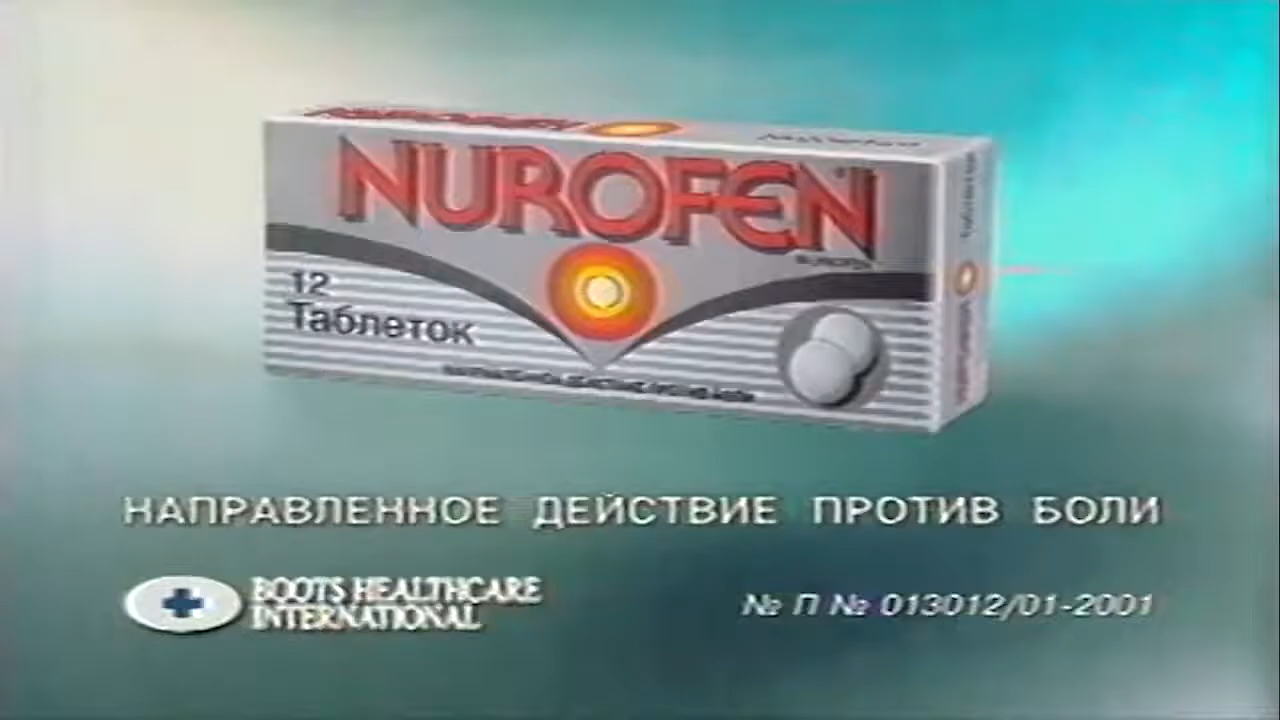 NUROFEN
12
Таблеток
НАПРАВЛЕННОЕ ДЕЙСТВИЕ ПРОТИВ БОЛИ
BOOTS HEALTHCARE
INTERNATIONAL
№ П № 013012/01-2001